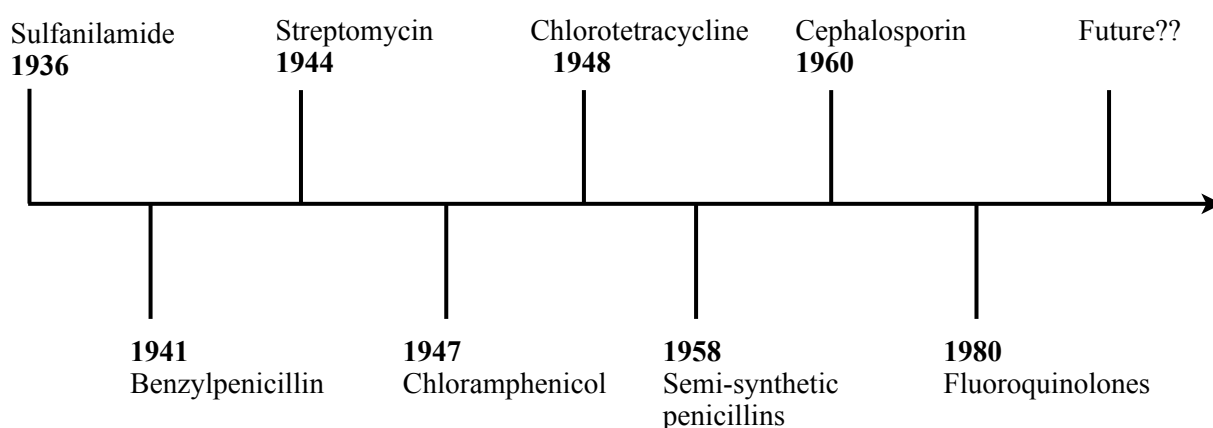 Sulfanilamide
1936
Streptomycin
1944
Chlorotetracycline
1948
Cephalosporin
1960
Future??
1941
Benzylpenicillin
1947
Chloramphenicol
1958
Semi-synthetic
penicillins
1980
Fluoroquinolones